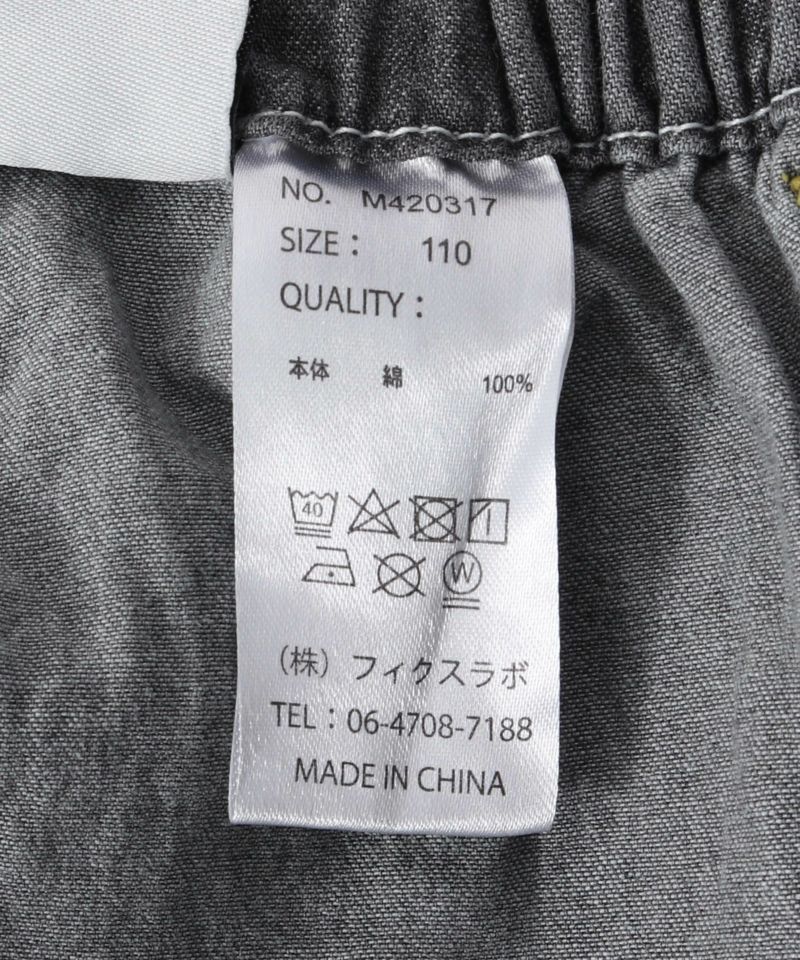 NO. M420317
SIZE： 110
QUALITY：
本体 綿 100%
40
W
（株）フィクスラボ
TEL：06-4708-7188
MADE IN CHINA